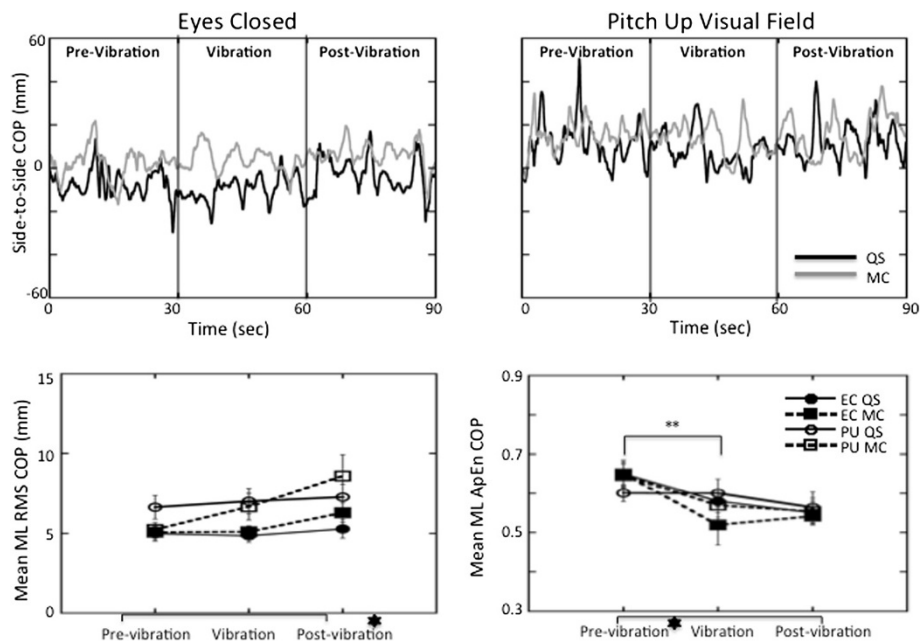 Eyes Closed
Pitch Up Visual Field
60
0
-60
Side-to-Side COP (mm)
Pre-Vibration
Vibration
Post-Vibration
Pre-Vibration
Vibration
Post-Vibration
QS
MC
0
30
60
90
0
30
60
90
Time (sec)
Time (sec)
15
10
5
0
Mean ML RMS COP (mm)
Pre-vibration
Vibration
Post-vibration
0.9
0.7
0.5
0.3
Mean ML ApEn COP
**
EC QS
EC MC
PU QS
PU MC
Pre-vibration
Vibration
Post-vibration